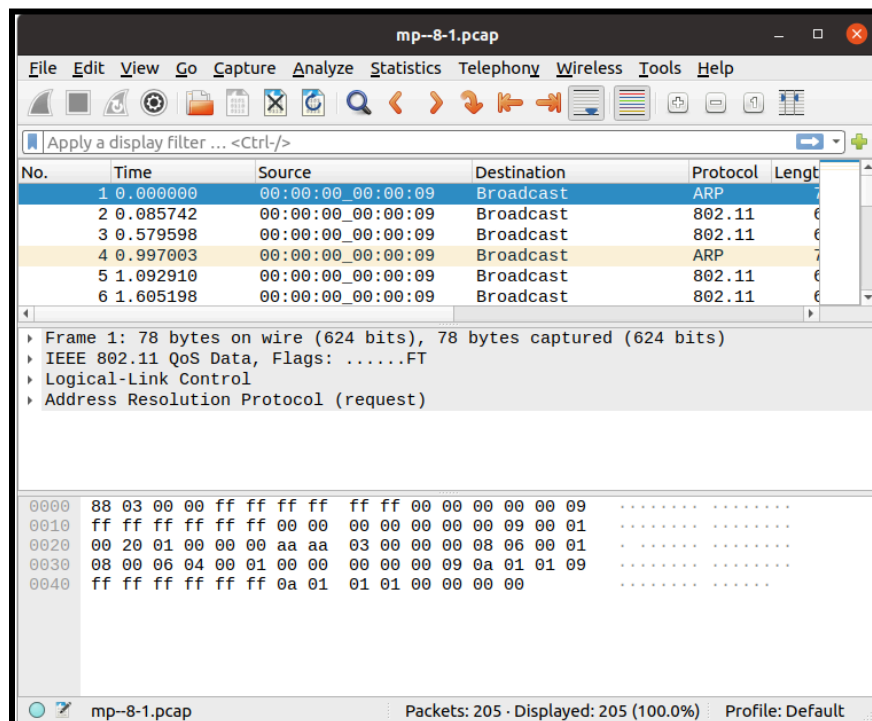 mp--8-1.pcap
File Edit View Go Capture Analyze Statistics Telephony Wireless Tools Help
Apply a display filter … <Ctrl-/>
No. Time Source Destination Protocol Lengt
1 0.000000 00:00:00_00:00:09 Broadcast ARP 7
2 0.085742 00:00:00_00:00:09 Broadcast 802.11 6
3 0.579598 00:00:00_00:00:09 Broadcast 802.11 6
4 0.997003 00:00:00_00:00:09 Broadcast ARP 7
5 1.092910 00:00:00_00:00:09 Broadcast 802.11 6
6 1.605198 00:00:00_00:00:09 Broadcast 802.11 6
Frame 1: 78 bytes on wire (624 bits), 78 bytes captured (624 bits)
IEEE 802.11 QoS Data, Flags: ......FT
Logical-Link Control
Address Resolution Protocol (request)
0000 88 03 00 00 ff ff ff ff ff ff 00 00 00 00 00 09 ········ ········
0010 ff ff ff ff ff ff 00 00 00 00 00 00 00 09 00 01 ········ ········
0020 00 20 01 00 00 00 aa aa 03 00 00 00 08 06 00 01 · ······ ········
0030 08 00 06 04 00 01 00 00 00 00 00 09 0a 01 01 09 ········ ········
0040 ff ff ff ff ff ff 0a 01 01 01 00 00 00 00 ········ ······
mp--8-1.pcap Packets: 205 · Displayed: 205 (100.0%) Profile: Default